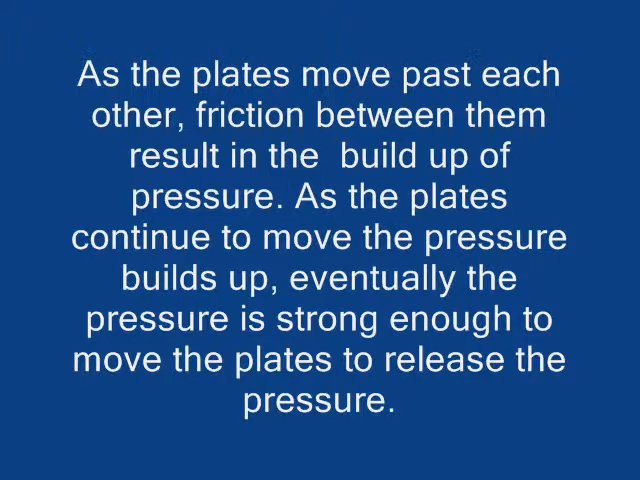 As the plates move past each
other, friction between them
result in the  build up of
pressure. As the plates
continue to move the pressure
builds up, eventually the
pressure is strong enough to
move the plates to release the
pressure.